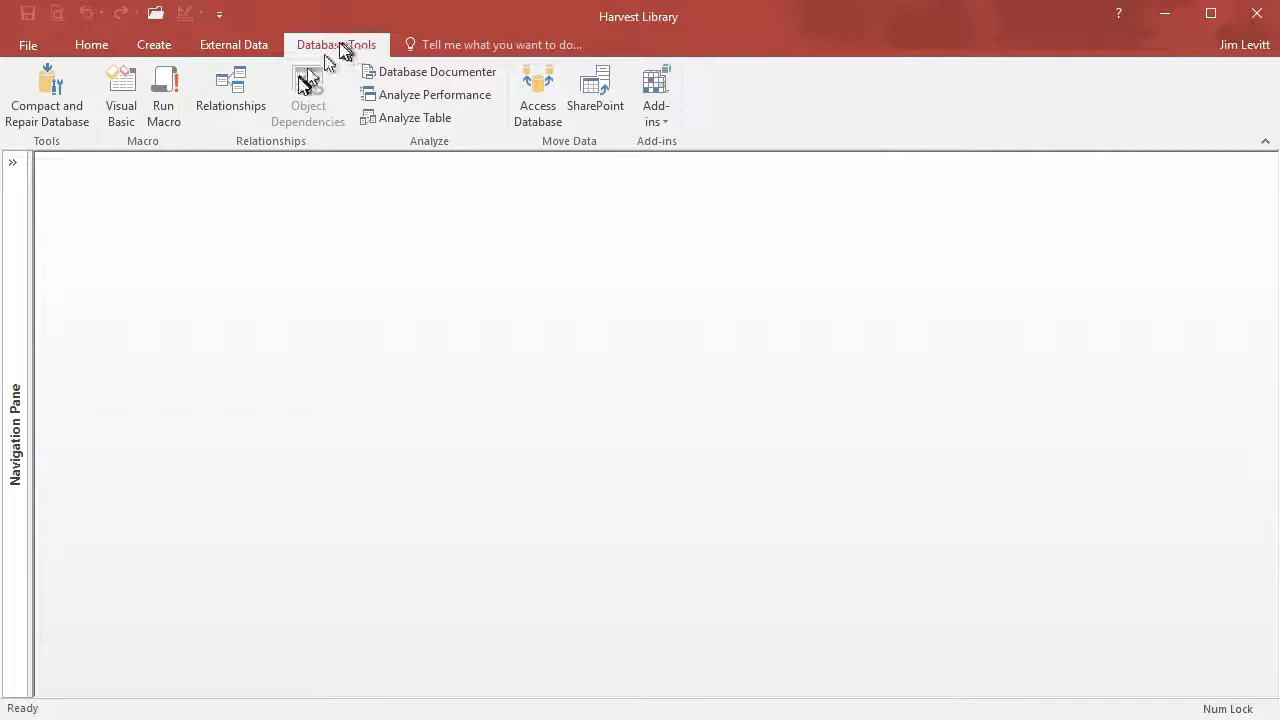 Harvest Library
?
File Home Create External Data Database Tools Tell me what you want to do... Jim Levitt
Compact and Repair Database
Visual Basic
Run Macro
Relationships
Object Dependencies
Database Documenter
Analyze Performance
Analyze Table
Access Database
SharePoint
Add-ins
Tools Macro Relationships Analyze Move Data Add-ins
Navigation Pane
Ready Num Lock